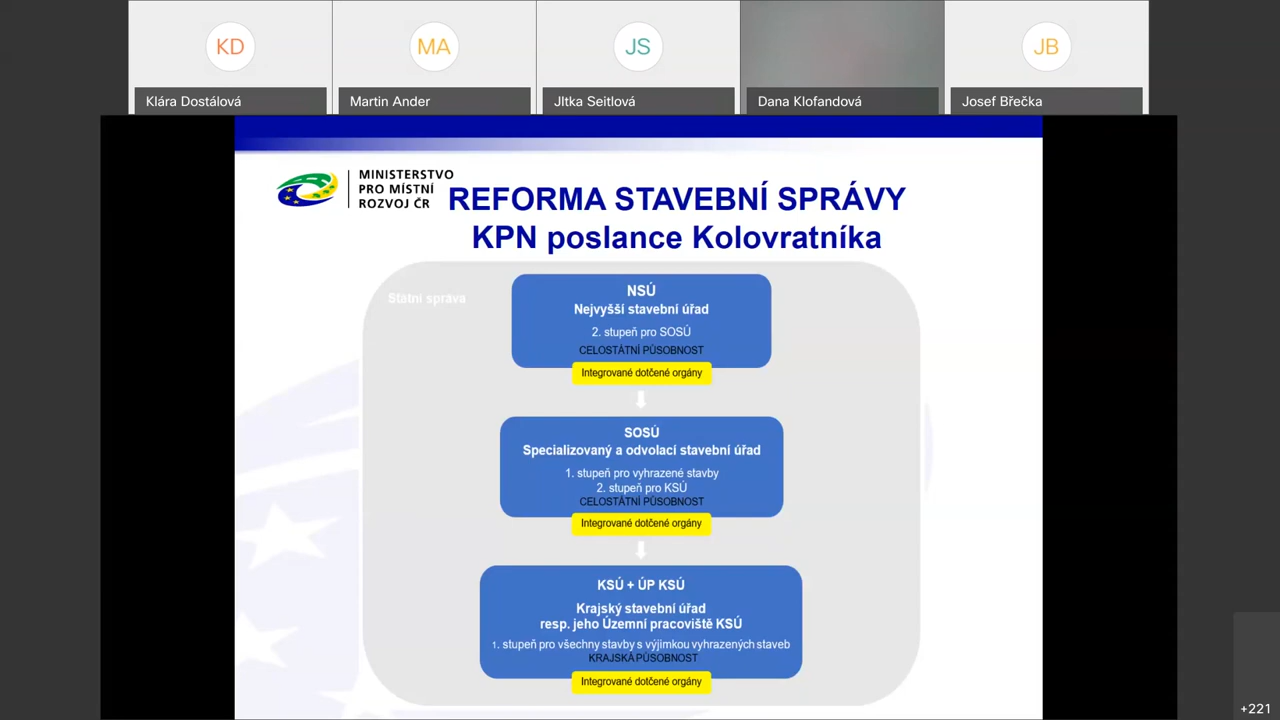 KD
MA
JS
JB
Klára Dostálová
Martin Ander
JItka Seitlová
Dana Klofandová
Josef Břečka
MINISTERSTVO
PRO MÍSTNÍ
ROZVOJ ČR
REFORMA STAVEBNÍ SPRÁVY
KPN poslance Kolovratníka
Státní správa
NSÚ
Nejvyšší stavební úřad
2. stupeň pro SOSÚ
CELOSTÁTNÍ PŮSOBNOST
Integrované dotčené orgány
SOSÚ
Specializovaný a odvolací stavební úřad
1. stupeň pro vyhrazené stavby
2. stupeň pro KSÚ
CELOSTÁTNÍ PŮSOBNOST
Integrované dotčené orgány
KSÚ + ÚP KSÚ
Krajský stavební úřad
resp. jeho Územní pracoviště KSÚ
1. stupeň pro všechny stavby s výjimkou vyhrazených staveb
KRAJSKÁ PŮSOBNOST
Integrované dotčené orgány
+221